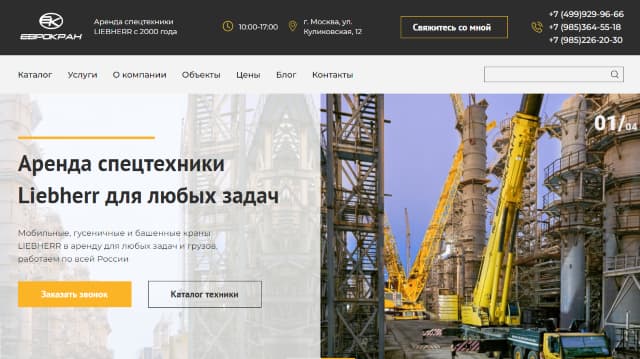 ЕВРОКРАН
Аренда спецтехники
LIEBHERR с 2000 года
10:00-17:00
г. Москва, ул.
Куликовская, 12
Свяжитесь со мной
+7 (499)929-96-66
+7 (985)364-55-18
+7 (985)226-20-30
Каталог Услуги О компании Объекты Цены Блог Контакты
01/04
Аренда спецтехники
Liebherr для любых задач
Мобильные, гусеничные и башенные краны
LIEBHERR в аренду для любых задач и грузов,
работаем по всей России
Заказать звонок
Каталог техники